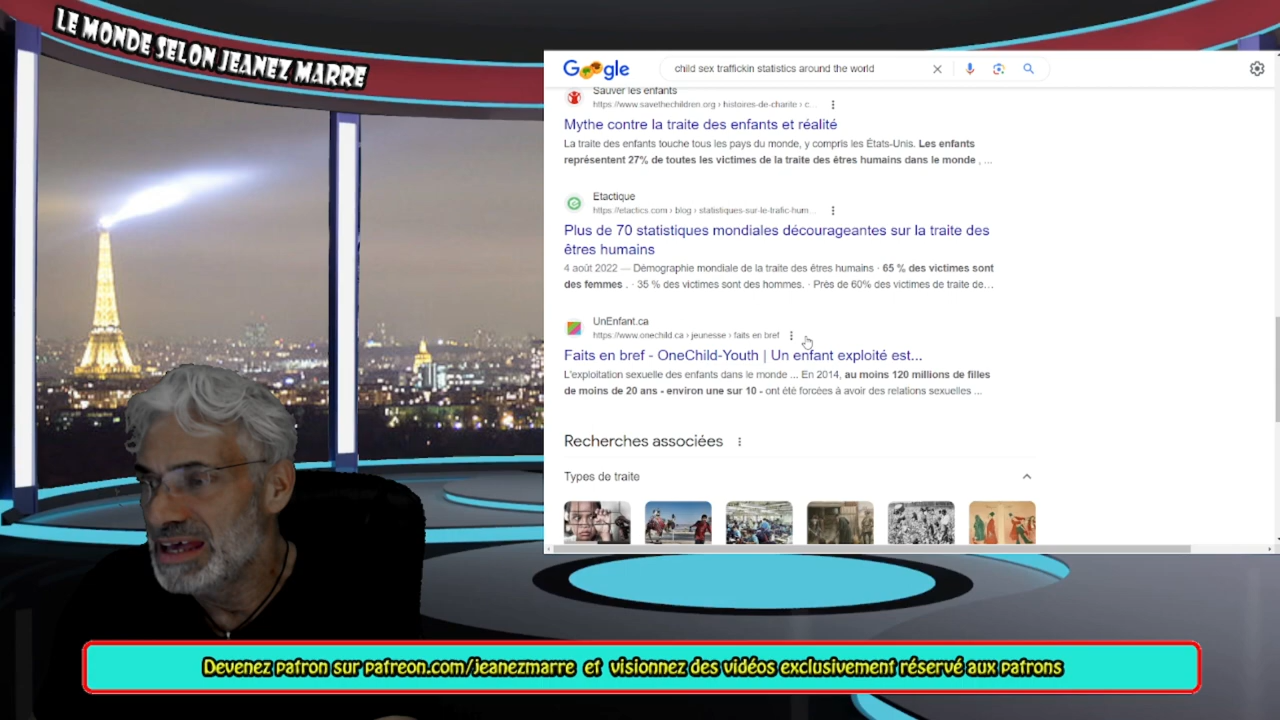 LE MONDE SELON JEANEZ MARRE
Google
child sex traffickin statistics around the world
Sauver les enfants
https://www.savethechildren.org › histoires-de-charite › c...
Mythe contre la traite des enfants et réalité
La traite des enfants touche tous les pays du monde, y compris les États-Unis. Les enfants
représentent 27% de toutes les victimes de la traite des êtres humains dans le monde , ...
Etactique
https://etactics.com › blog › statistiques-sur-le-trafic-hum...
Plus de 70 statistiques mondiales décourageantes sur la traite des
êtres humains
4 août 2022 — Démographie mondiale de la traite des êtres humains · 65 % des victimes sont
des femmes . · 35 % des victimes sont des hommes. · Près de 60% des victimes de traite de...
UnEnfant.ca
https://www.onechild.ca › jeunesse › faits en bref
Faits en bref - OneChild-Youth | Un enfant exploité est...
L'exploitation sexuelle des enfants dans le monde ... En 2014, au moins 120 millions de filles
de moins de 20 ans - environ une sur 10 - ont été forcées à avoir des relations sexuelles ...
Recherches associées
Types de traite
Devenez patron sur patreon.com/jeanezmarre et visionnez des vidéos exclusivement réservé aux patrons